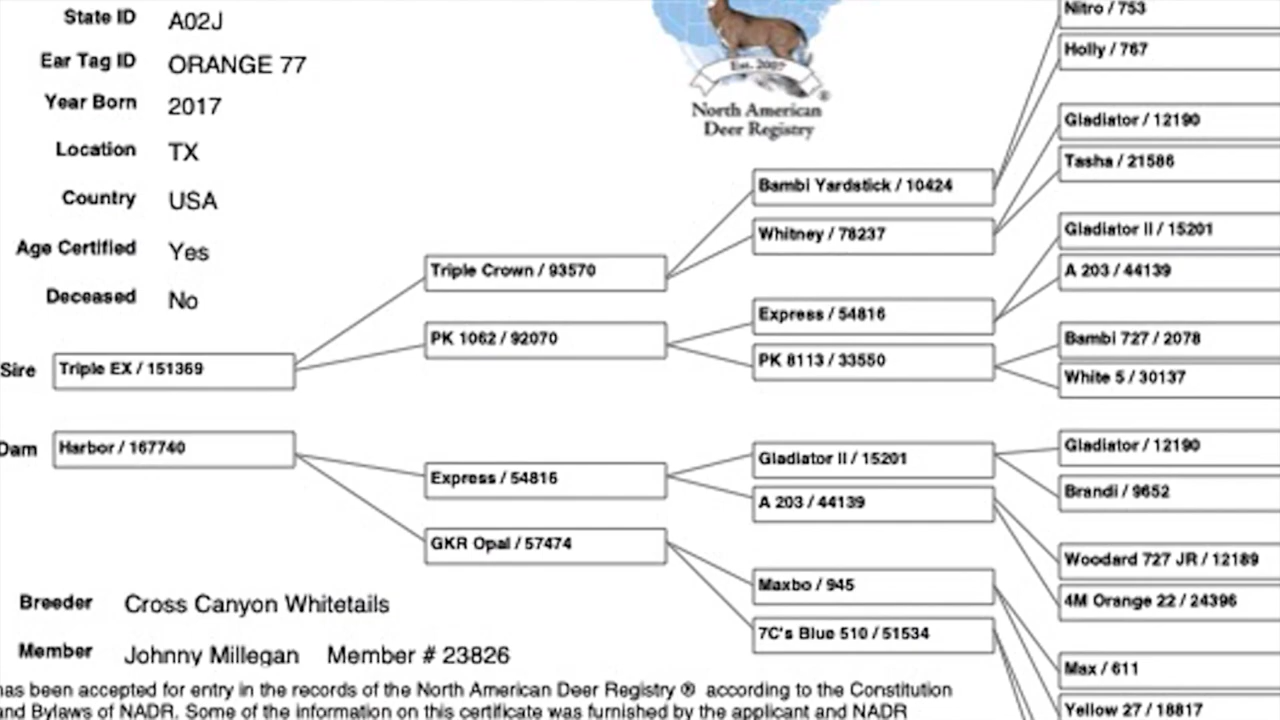 State ID A02J
Ear Tag ID ORANGE 77
Year Born 2017
Location TX
Country USA
Age Certified Yes
Deceased No
Est. 2007
®
North American
Deer Registry
Sire Triple EX / 151369
Dam Harbor / 167740
Triple Crown / 93570
PK 1062 / 92070
Express / 54816
GKR Opal / 57474
Bambi Yardstick / 10424
Whitney / 78237
Express / 54816
PK 8113 / 33550
Gladiator II / 15201
A 203 / 44139
Maxbo / 945
7C's Blue 510 / 51534
Nitro / 753
Holly / 767
Gladiator / 12190
Tasha / 21586
Gladiator II / 15201
A 203 / 44139
Bambi 727 / 2078
White 5 / 30137
Gladiator / 12190
Brandi / 9652
Woodard 727 JR / 12189
4M Orange 22 / 24396
Max / 611
Yellow 27 / 18817
Breeder Cross Canyon Whitetails
Member Johnny Millegan Member # 23826
has been accepted for entry in the records of the North American Deer Registry ® according to the Constitution
and Bylaws of NADR. Some of the information on this certificate was furnished by the applicant and NADR